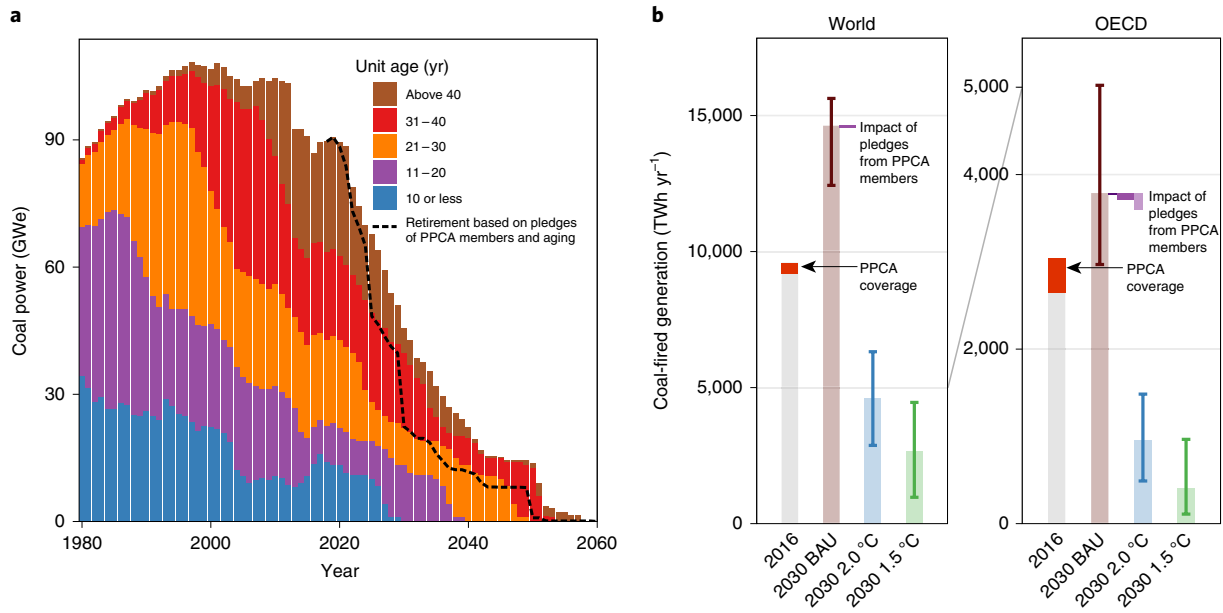 a
Coal power (GWe)
90
60
30
0
1980
2000
2020
2040
2060
Year
Unit age (yr)
Above 40
31–40
21–30
11–20
10 or less
Retirement based on pledges
of PPCA members and aging
b
World
Coal-fired generation (TWh yr⁻¹)
15,000
10,000
5,000
0
Impact of
pledges
from PPCA
members
PPCA
coverage
2016
2030 BAU
2030 2.0 °C
2030 1.5 °C
OECD
5,000
4,000
2,000
0
Impact of
pledges
from PPCA
members
PPCA
coverage
2016
2030 BAU
2030 2.0 °C
2030 1.5 °C